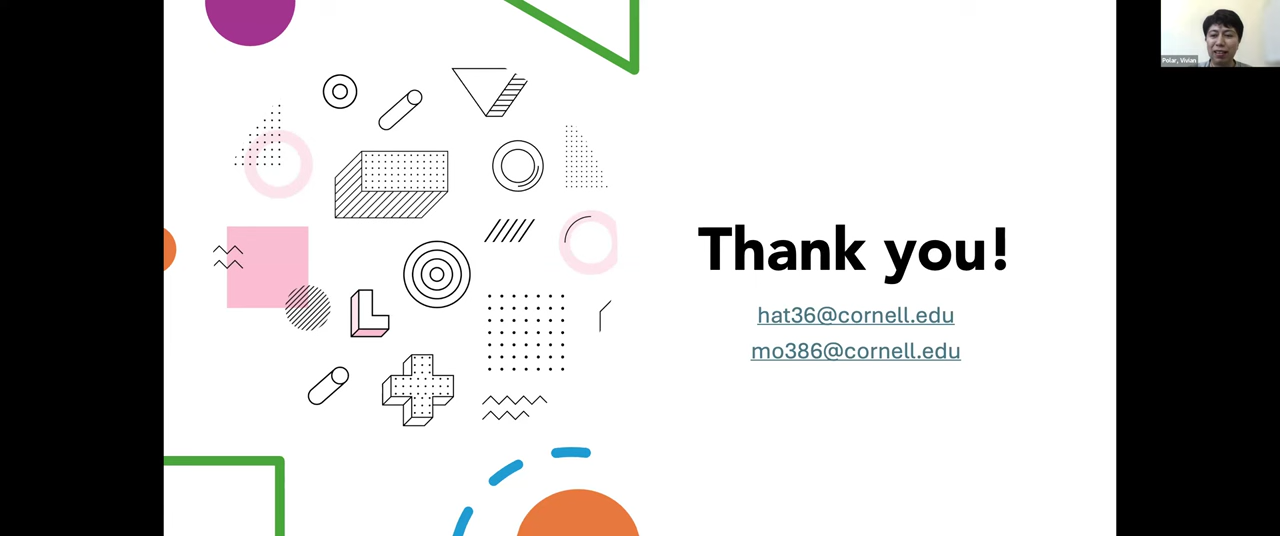 Thank you!
hat36@cornell.edu
mo386@cornell.edu
Polar, Vivian